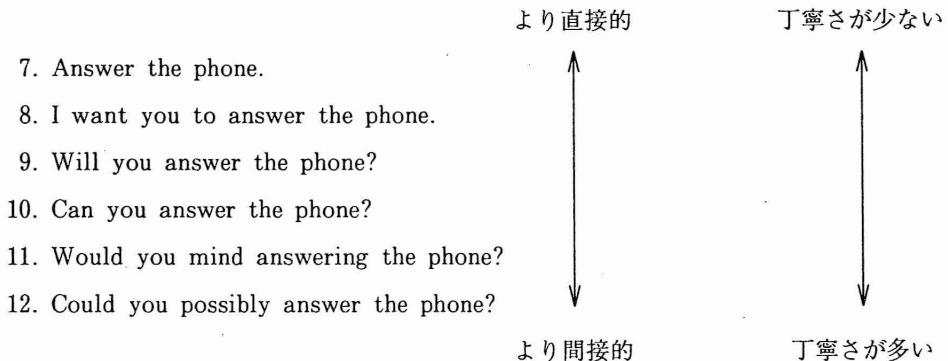 より直接的 丁寧さが少ない
7. Answer the phone.
8. I want you to answer the phone.
9. Will you answer the phone?
10. Can you answer the phone?
11. Would you mind answering the phone?
12. Could you possibly answer the phone?
より間接的 丁寧さが多い